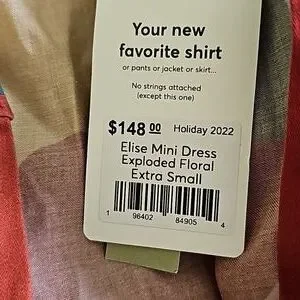 Your new
favorite shirt
or pants or jacket or skirt...
No strings attached
(except this one)
$148.00 Holiday 2022
Elise Mini Dress
Exploded Floral
Extra Small
1 96402 84905 4